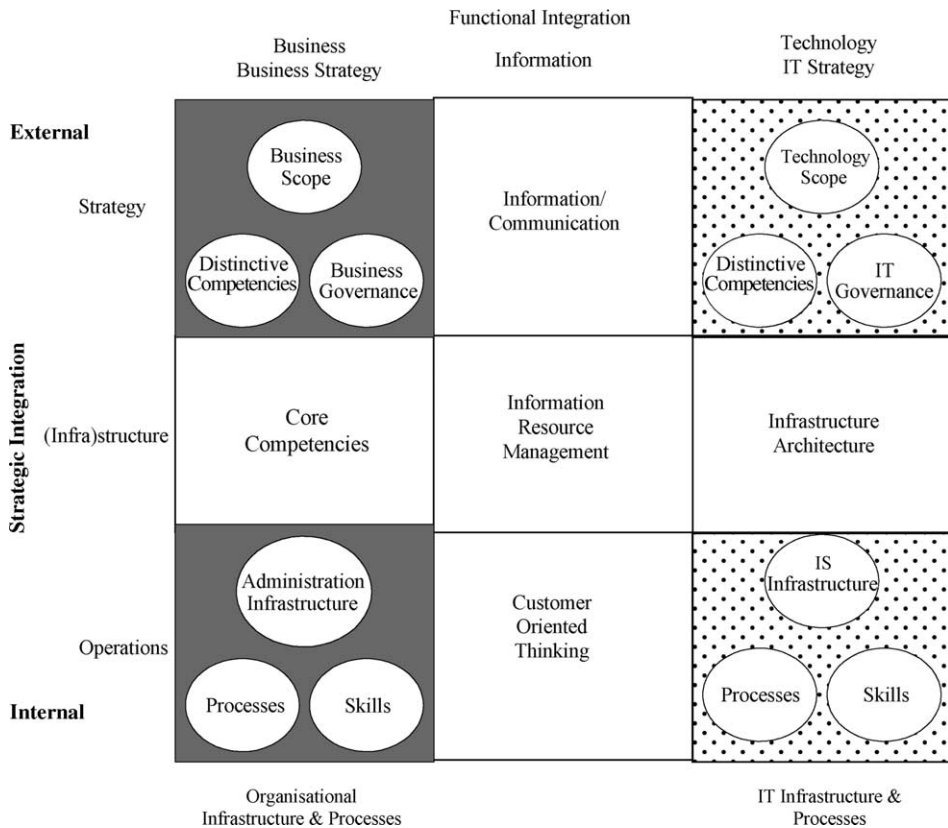 Functional Integration
Business
Business Strategy
Information
Technology
IT Strategy
External
Strategy
Business
Scope
Distinctive
Competencies
Business
Governance
Information/
Communication
Technology
Scope
Distinctive
Competencies
IT
Governance
Strategic Integration
(Infra)structure
Core
Competencies
Information
Resource
Management
Infrastructure
Architecture
Operations
Internal
Administration
Infrastructure
Processes
Skills
Customer
Oriented
Thinking
IS
Infrastructure
Processes
Skills
Organisational
Infrastructure & Processes
IT Infrastructure &
Processes